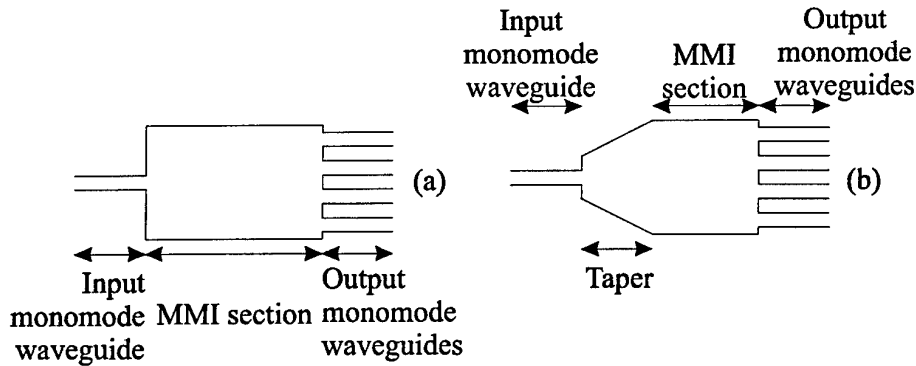 Input
monomode
waveguide
MMI section
Output
monomode
waveguides
(a)
Input
monomode
waveguide
MMI
section
Output
monomode
waveguides
(b)
Taper